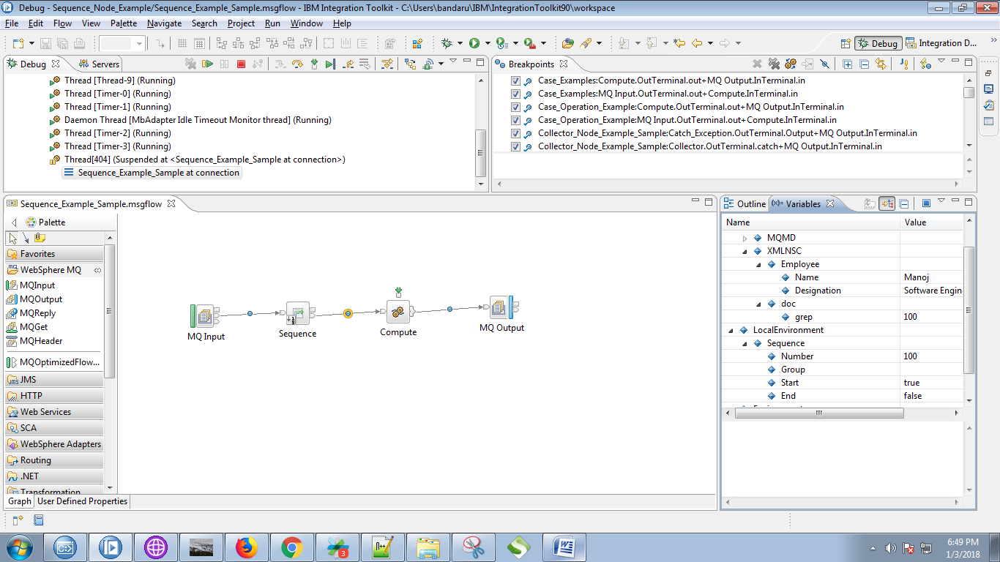 Debug - Sequence_Node_Example/Sequence_Example_Sample.msgflow - IBM Integration Toolkit - C:\Users\bandaru\IBM\IntegrationToolkit90\workspace
File Edit Flow View Palette Navigate Search Project Run Window Help
Debug Integration D...
Debug Servers
Thread [Thread-9] (Running)
Thread [Timer-0] (Running)
Thread [Timer-1] (Running)
Daemon Thread [MbAdapter Idle Timeout Monitor thread] (Running)
Thread [Timer-2] (Running)
Thread [Timer-3] (Running)
Thread[404] (Suspended at <Sequence_Example_Sample at connection>)
Sequence_Example_Sample at connection
Breakpoints
Case_Examples:Compute.OutTerminal.out+MQ Output.InTerminal.in
Case_Examples:MQ Input.OutTerminal.out+Compute.InTerminal.in
Case_Operation_Example:Compute.OutTerminal.out+MQ Output.InTerminal.in
Case_Operation_Example:MQ Input.OutTerminal.out+Compute.InTerminal.in
Collector_Node_Example_Sample:Catch_Exception.OutTerminal.Output+MQ Output.InTerminal.in
Collector_Node_Example_Sample:Collector.OutTerminal.catch+MQ Output.InTerminal.in
Sequence_Example_Sample.msgflow
Palette
Favorites
WebSphere MQ
MQInput
MQOutput
MQReply
MQGet
MQHeader
MQOptimizedFlow...
JMS
HTTP
Web Services
SCA
WebSphere Adapters
Routing
.NET
Transformation
MQ Input
Sequence
Compute
MQ Output
Graph User Defined Properties
Outline (x)= Variables
Name Value
MQMD
XMLNSC
Employee
Name Manoj
Designation Software Engin
doc
grep 100
LocalEnvironment
Sequence
Number 100
Group
Start true
End false
3
6:49 PM
1/3/2018